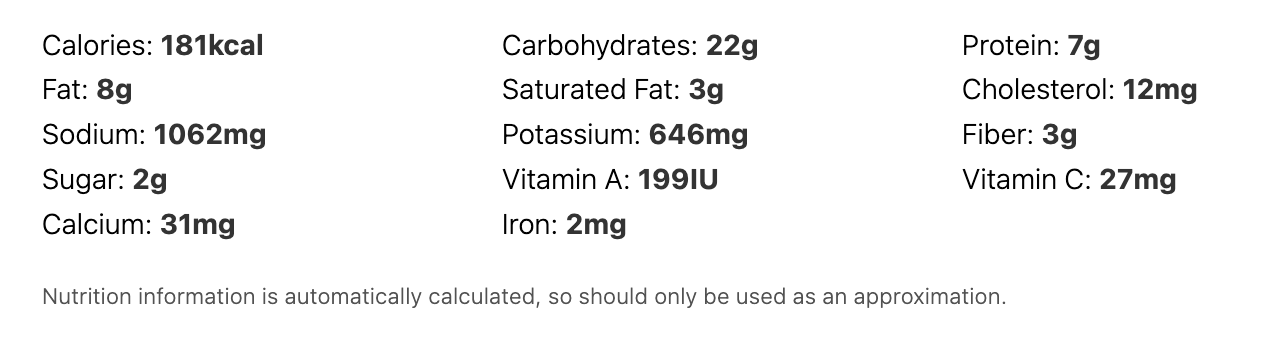 Calories: 181kcal Carbohydrates: 22g Protein: 7g
Fat: 8g Saturated Fat: 3g Cholesterol: 12mg
Sodium: 1062mg Potassium: 646mg Fiber: 3g
Sugar: 2g Vitamin A: 199IU Vitamin C: 27mg
Calcium: 31mg Iron: 2mg
Nutrition information is automatically calculated, so should only be used as an approximation.